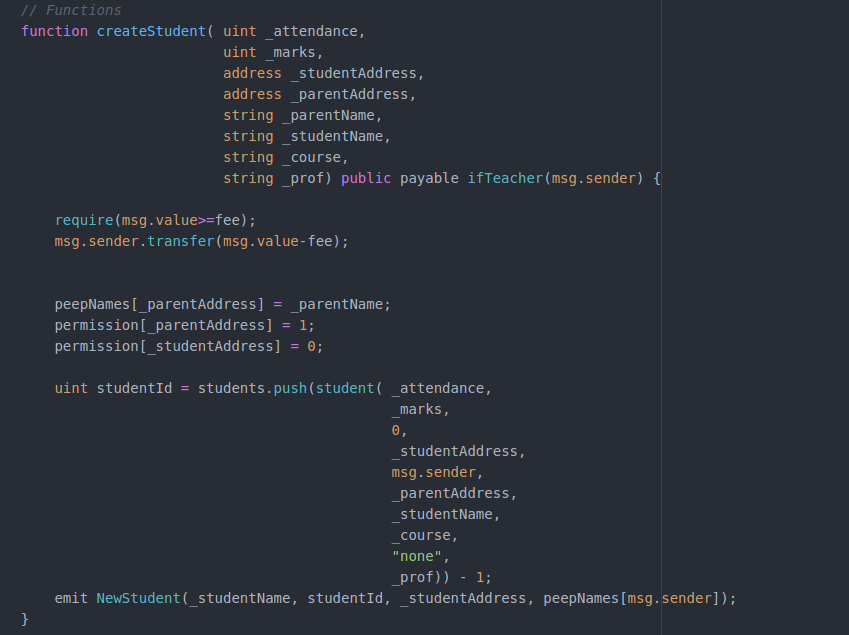 // Functions
function createStudent( uint _attendance,
uint _marks,
address _studentAddress,
address _parentAddress,
string _parentName,
string _studentName,
string _course,
string _prof) public payable ifTeacher(msg.sender) {
require(msg.value>=fee);
msg.sender.transfer(msg.value-fee);
peepNames[_parentAddress] = _parentName;
permission[_parentAddress] = 1;
permission[_studentAddress] = 0;
uint studentId = students.push(student( _attendance,
_marks,
0,
_studentAddress,
msg.sender,
_parentAddress,
_studentName,
_course,
"none",
_prof)) - 1;
emit NewStudent(_studentName, studentId, _studentAddress, peepNames[msg.sender]);
}